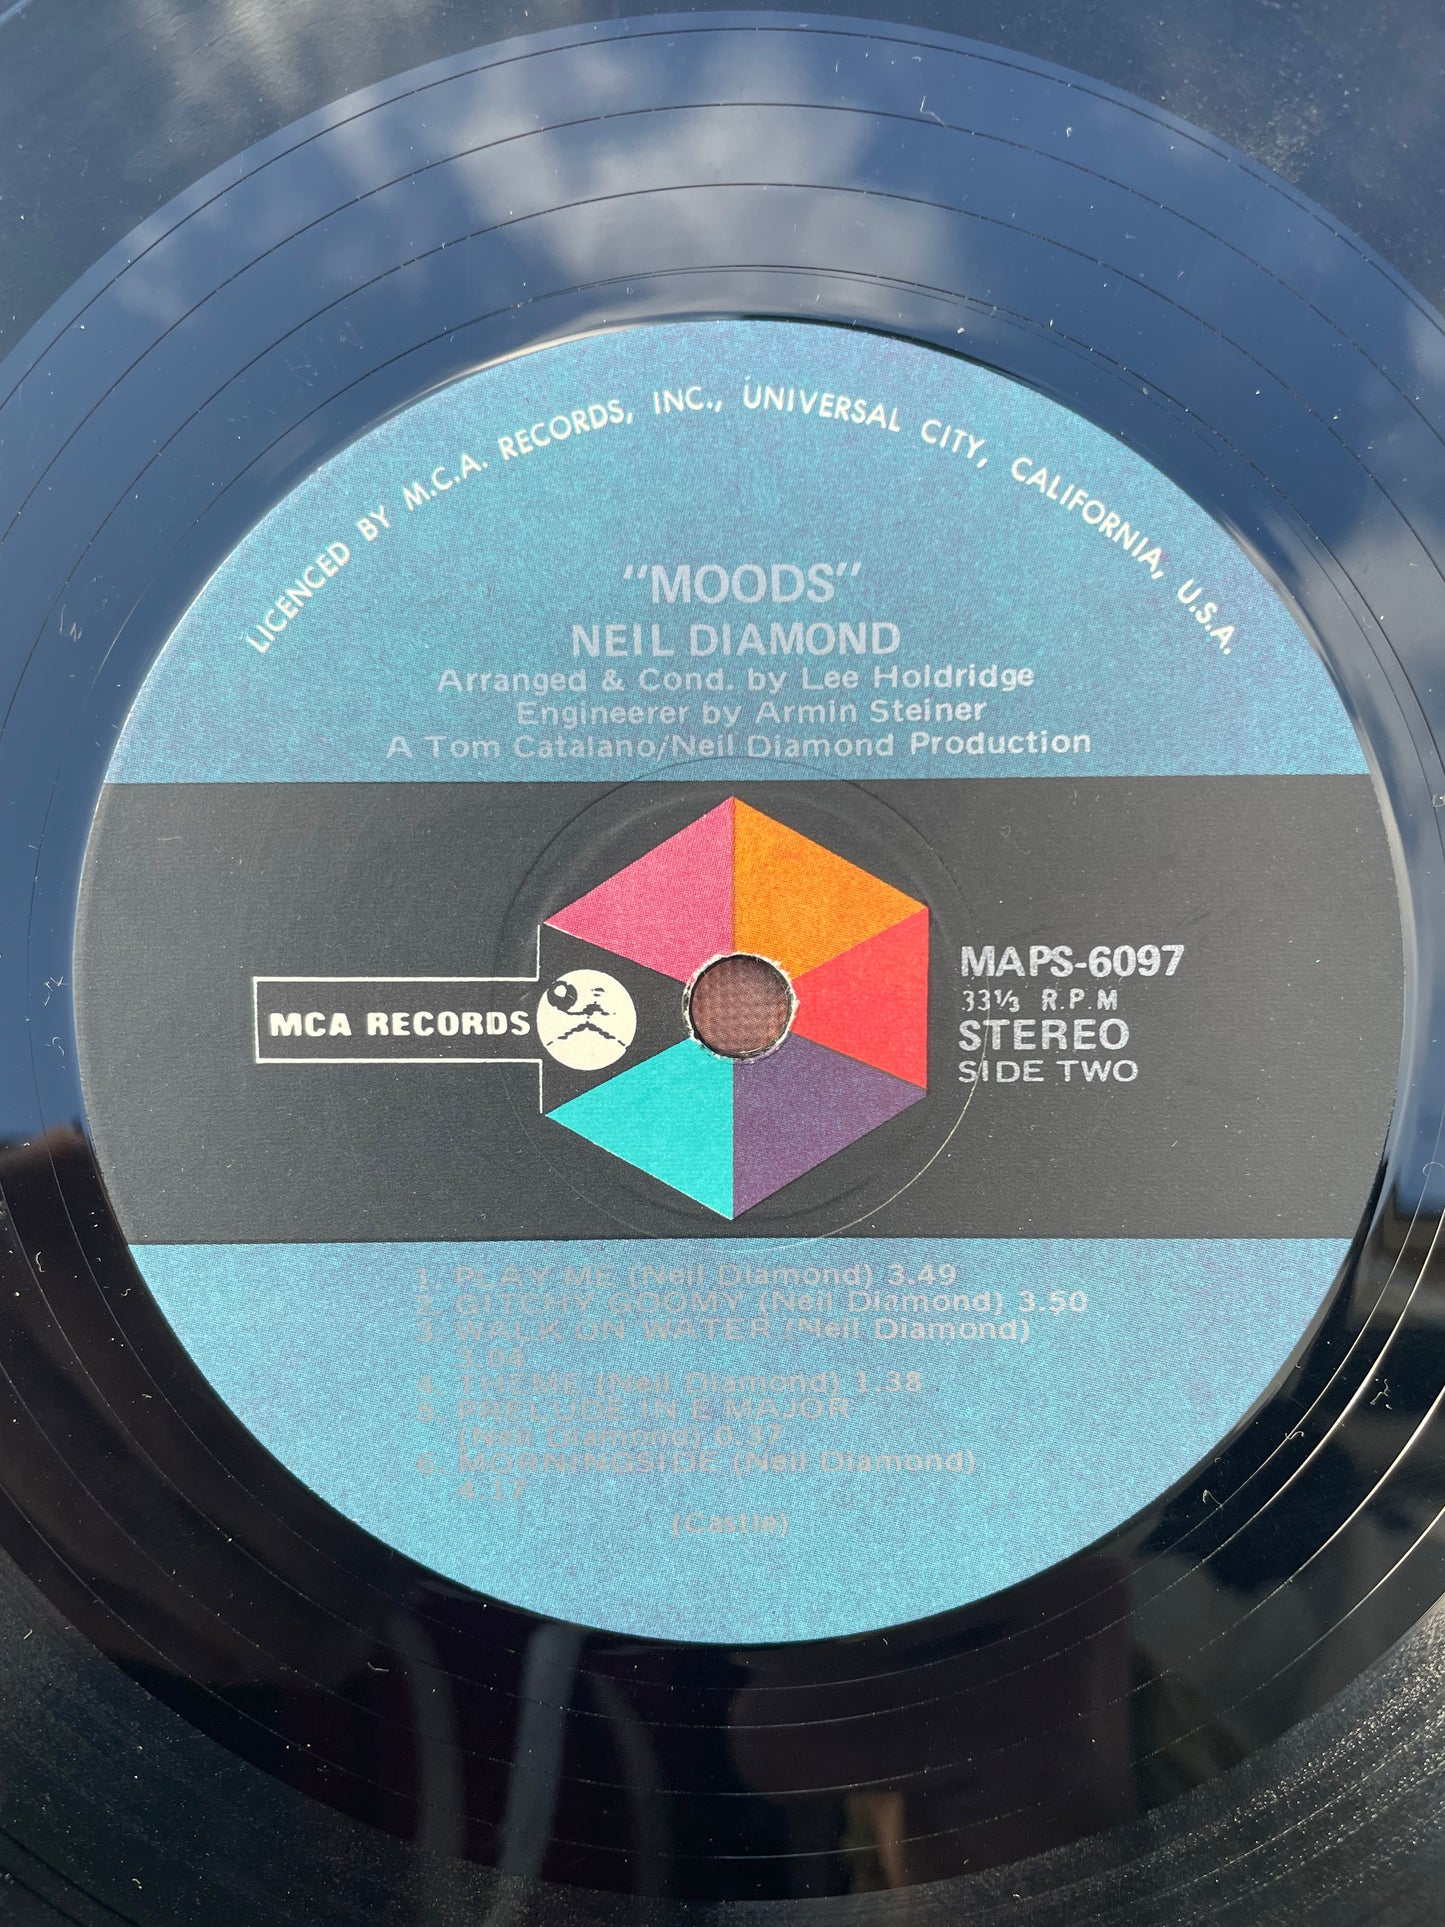 LICENCED BY M.C.A. RECORDS, INC., UNIVERSAL CITY, CALIFORNIA, U.S.A.
"MOODS"
NEIL DIAMOND
Arranged & Cond. by Lee Holdridge
Engineerer by Armin Steiner
A Tom Catalano/Neil Diamond Production
MCA RECORDS
MAPS-6097
33⅓ R.P.M
STEREO
SIDE TWO
1. PLAY ME (Neil Diamond) 3.49
2. GITCHY GOOMY (Neil Diamond) 3.50
3. WALK ON WATER (Neil Diamond)
3.04
4. THEME (Neil Diamond) 1.38
5. PRELUDE IN E MAJOR
(Neil Diamond) 0.37
6. MORNINGSIDE (Neil Diamond)
4.17
(Castle)